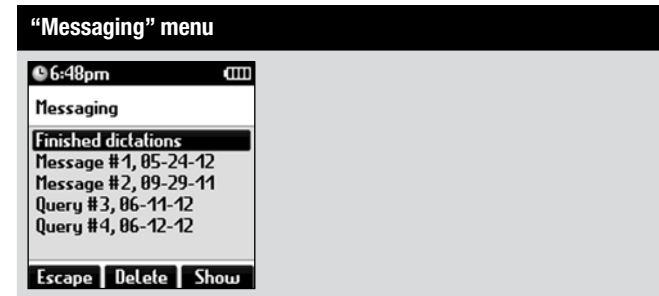 “Messaging” menu
6:48pm
Messaging
Finished dictations
Message #1, 05-24-12
Message #2, 09-29-11
Query #3, 06-11-12
Query #4, 06-12-12
Escape Delete Show